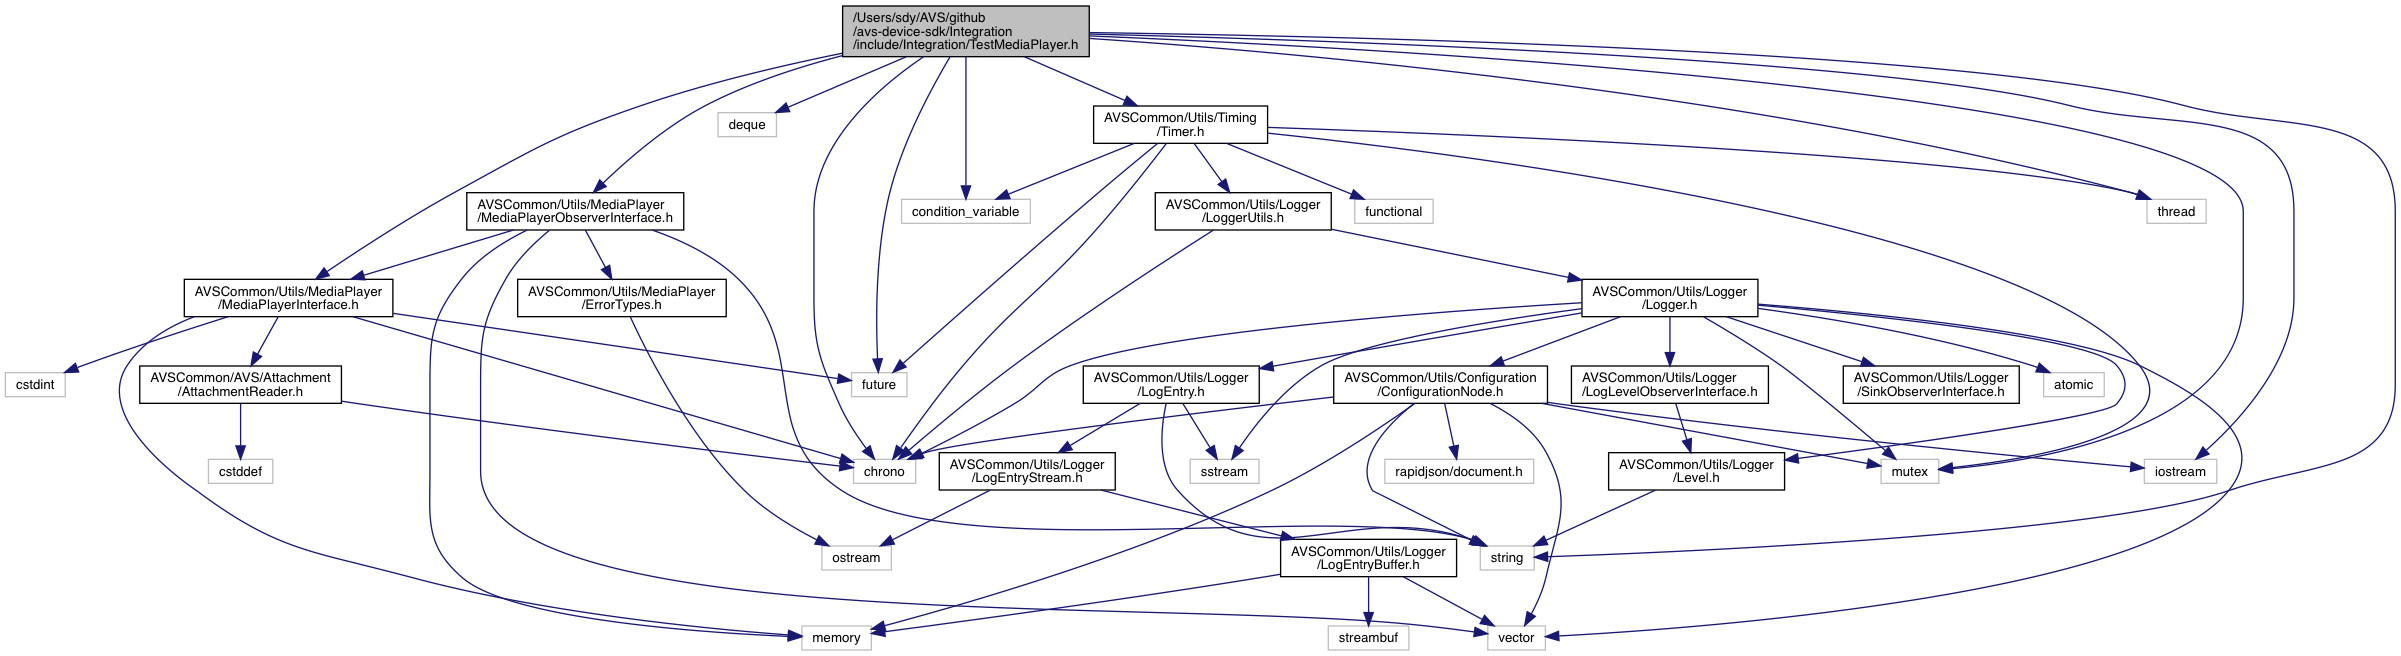 /Users/sdy/AVS/github
/avs-device-sdk/Integration
/include/Integration/TestMediaPlayer.h
deque
AVSCommon/Utils/Timing
/Timer.h
AVSCommon/Utils/MediaPlayer
/MediaPlayerObserverInterface.h
condition_variable
AVSCommon/Utils/Logger
/LoggerUtils.h
functional
thread
AVSCommon/Utils/MediaPlayer
/MediaPlayerInterface.h
AVSCommon/Utils/MediaPlayer
/ErrorTypes.h
AVSCommon/Utils/Logger
/Logger.h
cstdint
AVSCommon/AVS/Attachment
/AttachmentReader.h
future
AVSCommon/Utils/Logger
/LogEntry.h
AVSCommon/Utils/Configuration
/ConfigurationNode.h
AVSCommon/Utils/Logger
/LogLevelObserverInterface.h
AVSCommon/Utils/Logger
/SinkObserverInterface.h
atomic
cstddef
chrono
AVSCommon/Utils/Logger
/LogEntryStream.h
sstream
rapidjson/document.h
AVSCommon/Utils/Logger
/Level.h
mutex
iostream
ostream
AVSCommon/Utils/Logger
/LogEntryBuffer.h
string
memory
streambuf
vector